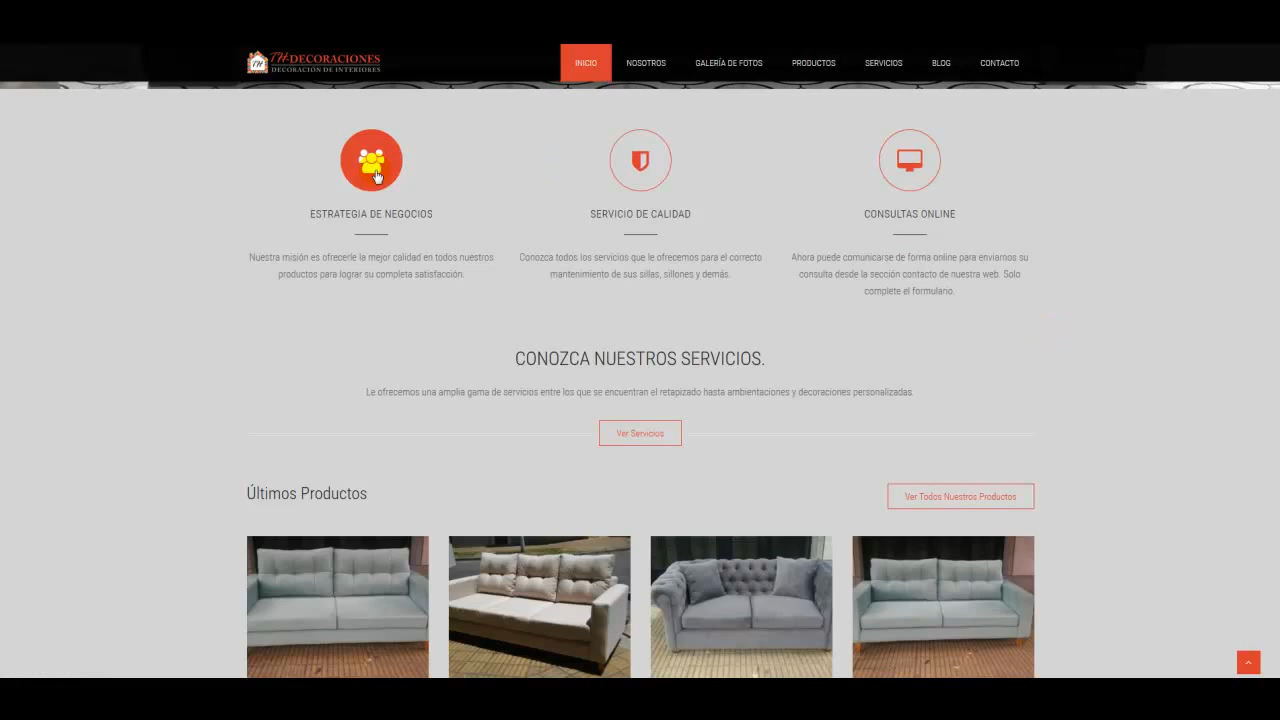 TH DECORACIONES
DECORACIÓN DE INTERIORES
INICIO
NOSOTROS
GALERÍA DE FOTOS
PRODUCTOS
SERVICIOS
BLOG
CONTACTO
ESTRATEGIA DE NEGOCIOS
Nuestra misión es ofrecerle la mejor calidad en todos nuestros
productos para lograr su completa satisfacción.
SERVICIO DE CALIDAD
Conozca todos los servicios que le ofrecemos para el correcto
mantenimiento de sus sillas, sillones y demás.
CONSULTAS ONLINE
Ahora puede comunicarse de forma online para enviarnos su
consulta desde la sección contacto de nuestra web. Solo
complete el formulario.
CONOZCA NUESTROS SERVICIOS.
Le ofrecemos una amplia gama de servicios entre los que se encuentran el retapizado hasta ambientaciones y decoraciones personalizadas.
Ver Servicios
Últimos Productos
Ver Todos Nuestros Productos